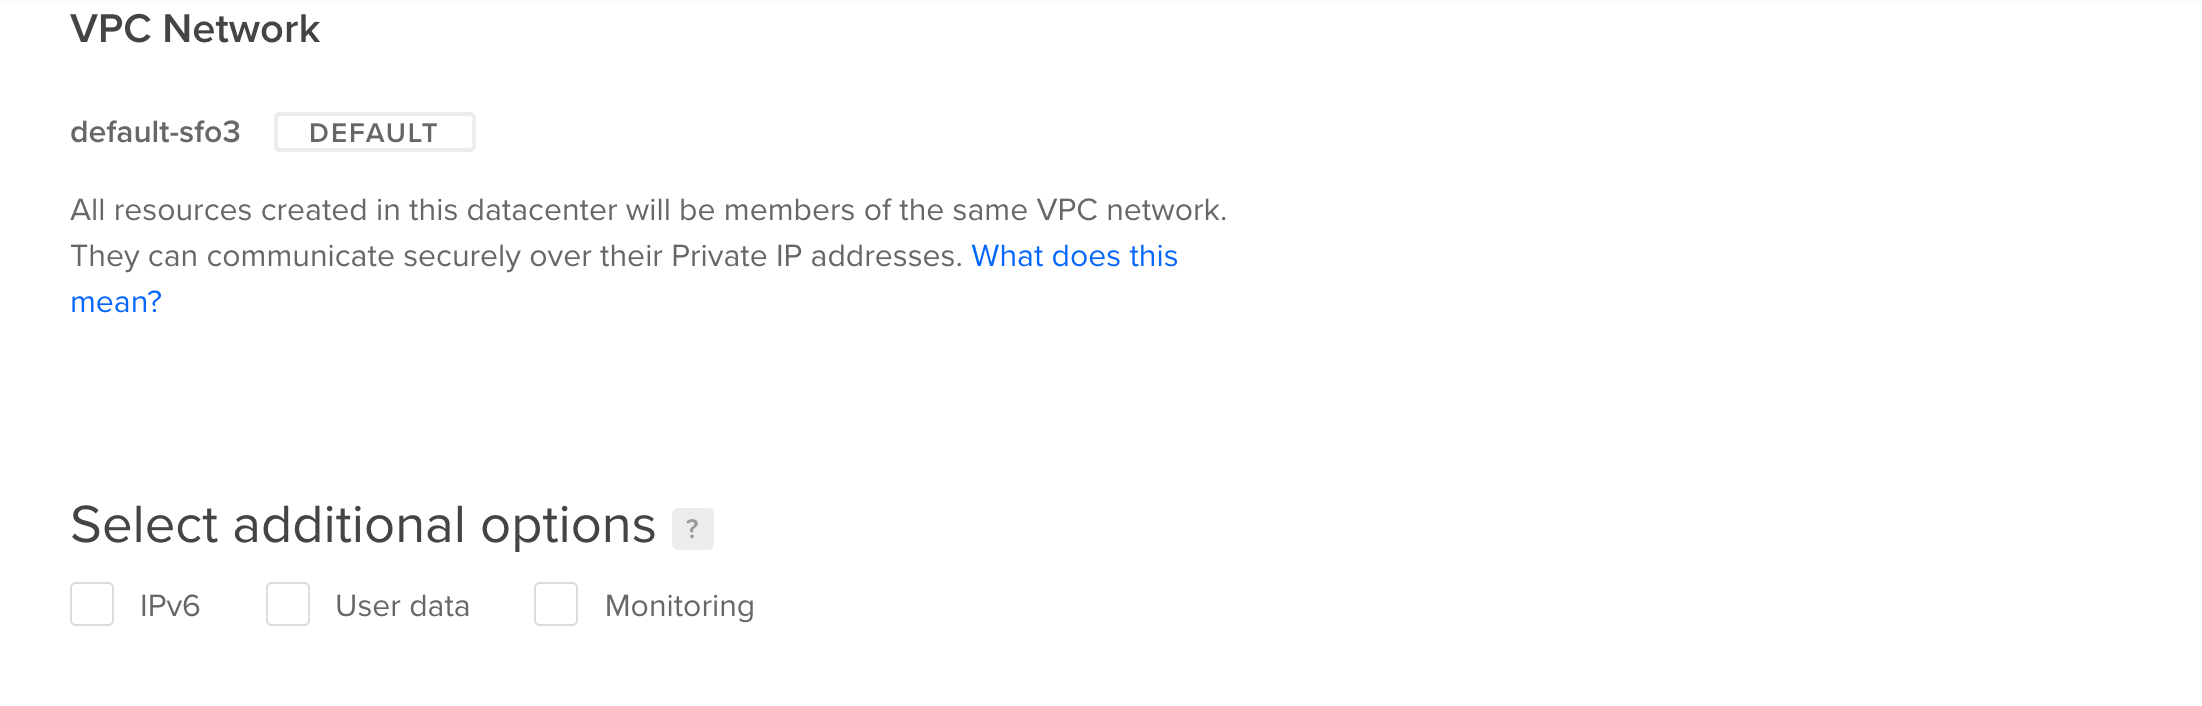 VPC Network
default-sfo3 DEFAULT
All resources created in this datacenter will be members of the same VPC network.
They can communicate securely over their Private IP addresses. What does this
mean?
Select additional options ?
IPv6 User data Monitoring